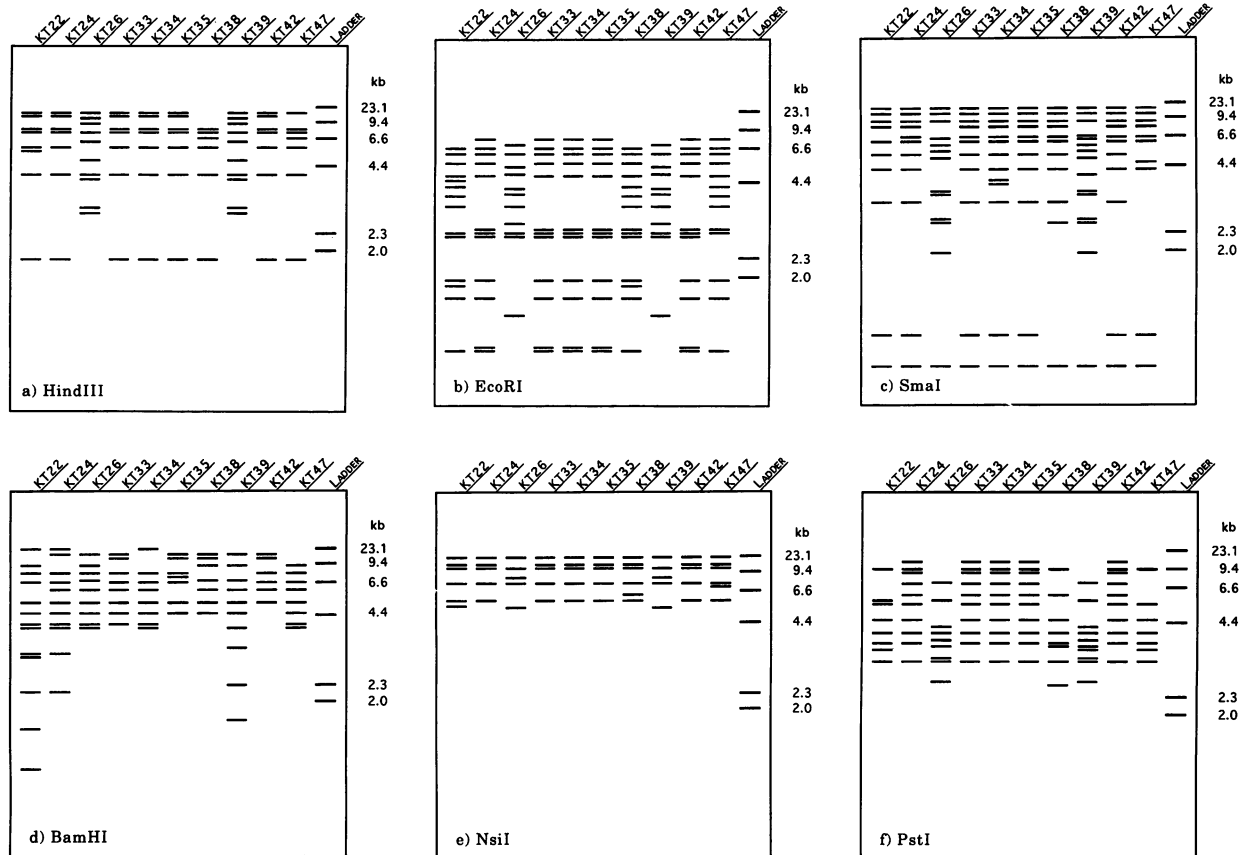 KT22 KT24 KT26 KT33 KT34 KT35 KT38 KT39 KT42 KT47 LADDER
kb
23.1
9.4
6.6
4.4
2.3
2.0
a) HindIII
KT22 KT24 KT26 KT33 KT34 KT35 KT38 KT39 KT42 KT47 LADDER
kb
23.1
9.4
6.6
4.4
2.3
2.0
b) EcoRI
KT22 KT24 KT26 KT33 KT34 KT35 KT38 KT39 KT42 KT47 LADDER
kb
23.1
9.4
6.6
4.4
2.3
2.0
c) SmaI
KT22 KT24 KT26 KT33 KT34 KT35 KT38 KT39 KT42 KT47 LADDER
kb
23.1
9.4
6.6
4.4
2.3
2.0
d) BamHI
KT22 KT24 KT26 KT33 KT34 KT35 KT38 KT39 KT42 KT47 LADDER
kb
23.1
9.4
6.6
4.4
2.3
2.0
e) NsiI
KT22 KT24 KT26 KT33 KT34 KT35 KT38 KT39 KT42 KT47 LADDER
kb
23.1
9.4
6.6
4.4
2.3
2.0
f) PstI